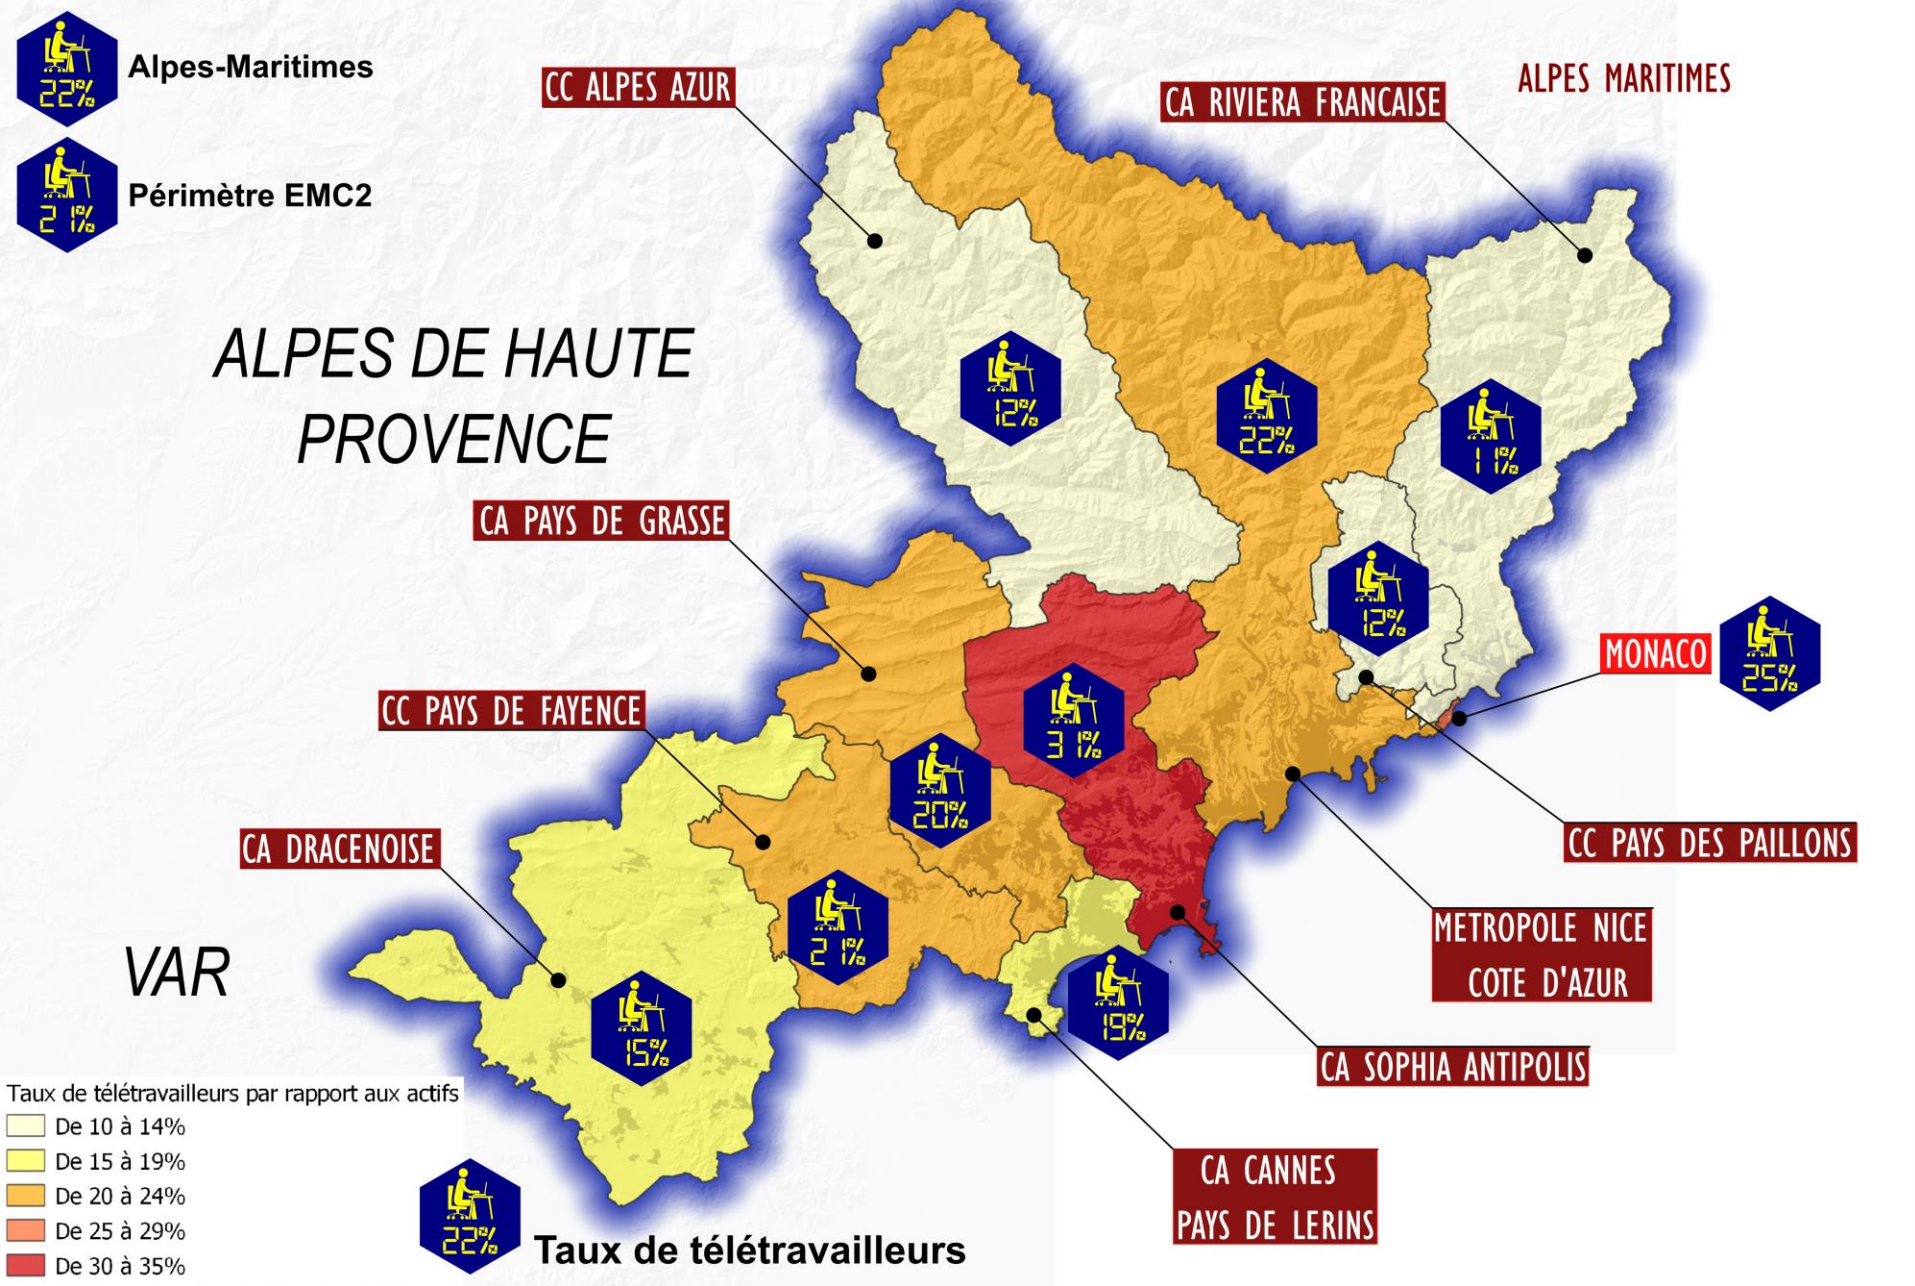 22%
Alpes-Maritimes
21%
Périmètre EMC2
CC ALPES AZUR
CA RIVIERA FRANCAISE
ALPES MARITIMES
ALPES DE HAUTE
PROVENCE
12%
22%
11%
CA PAYS DE GRASSE
12%
MONACO
25%
CC PAYS DE FAYENCE
31%
20%
CA DRACENOISE
CC PAYS DES PAILLONS
VAR
21%
METROPOLE NICE
COTE D'AZUR
15%
19%
CA SOPHIA ANTIPOLIS
CA CANNES
PAYS DE LERINS
Taux de télétravailleurs par rapport aux actifs
De 10 à 14%
De 15 à 19%
De 20 à 24%
De 25 à 29%
De 30 à 35%
22%
Taux de télétravailleurs